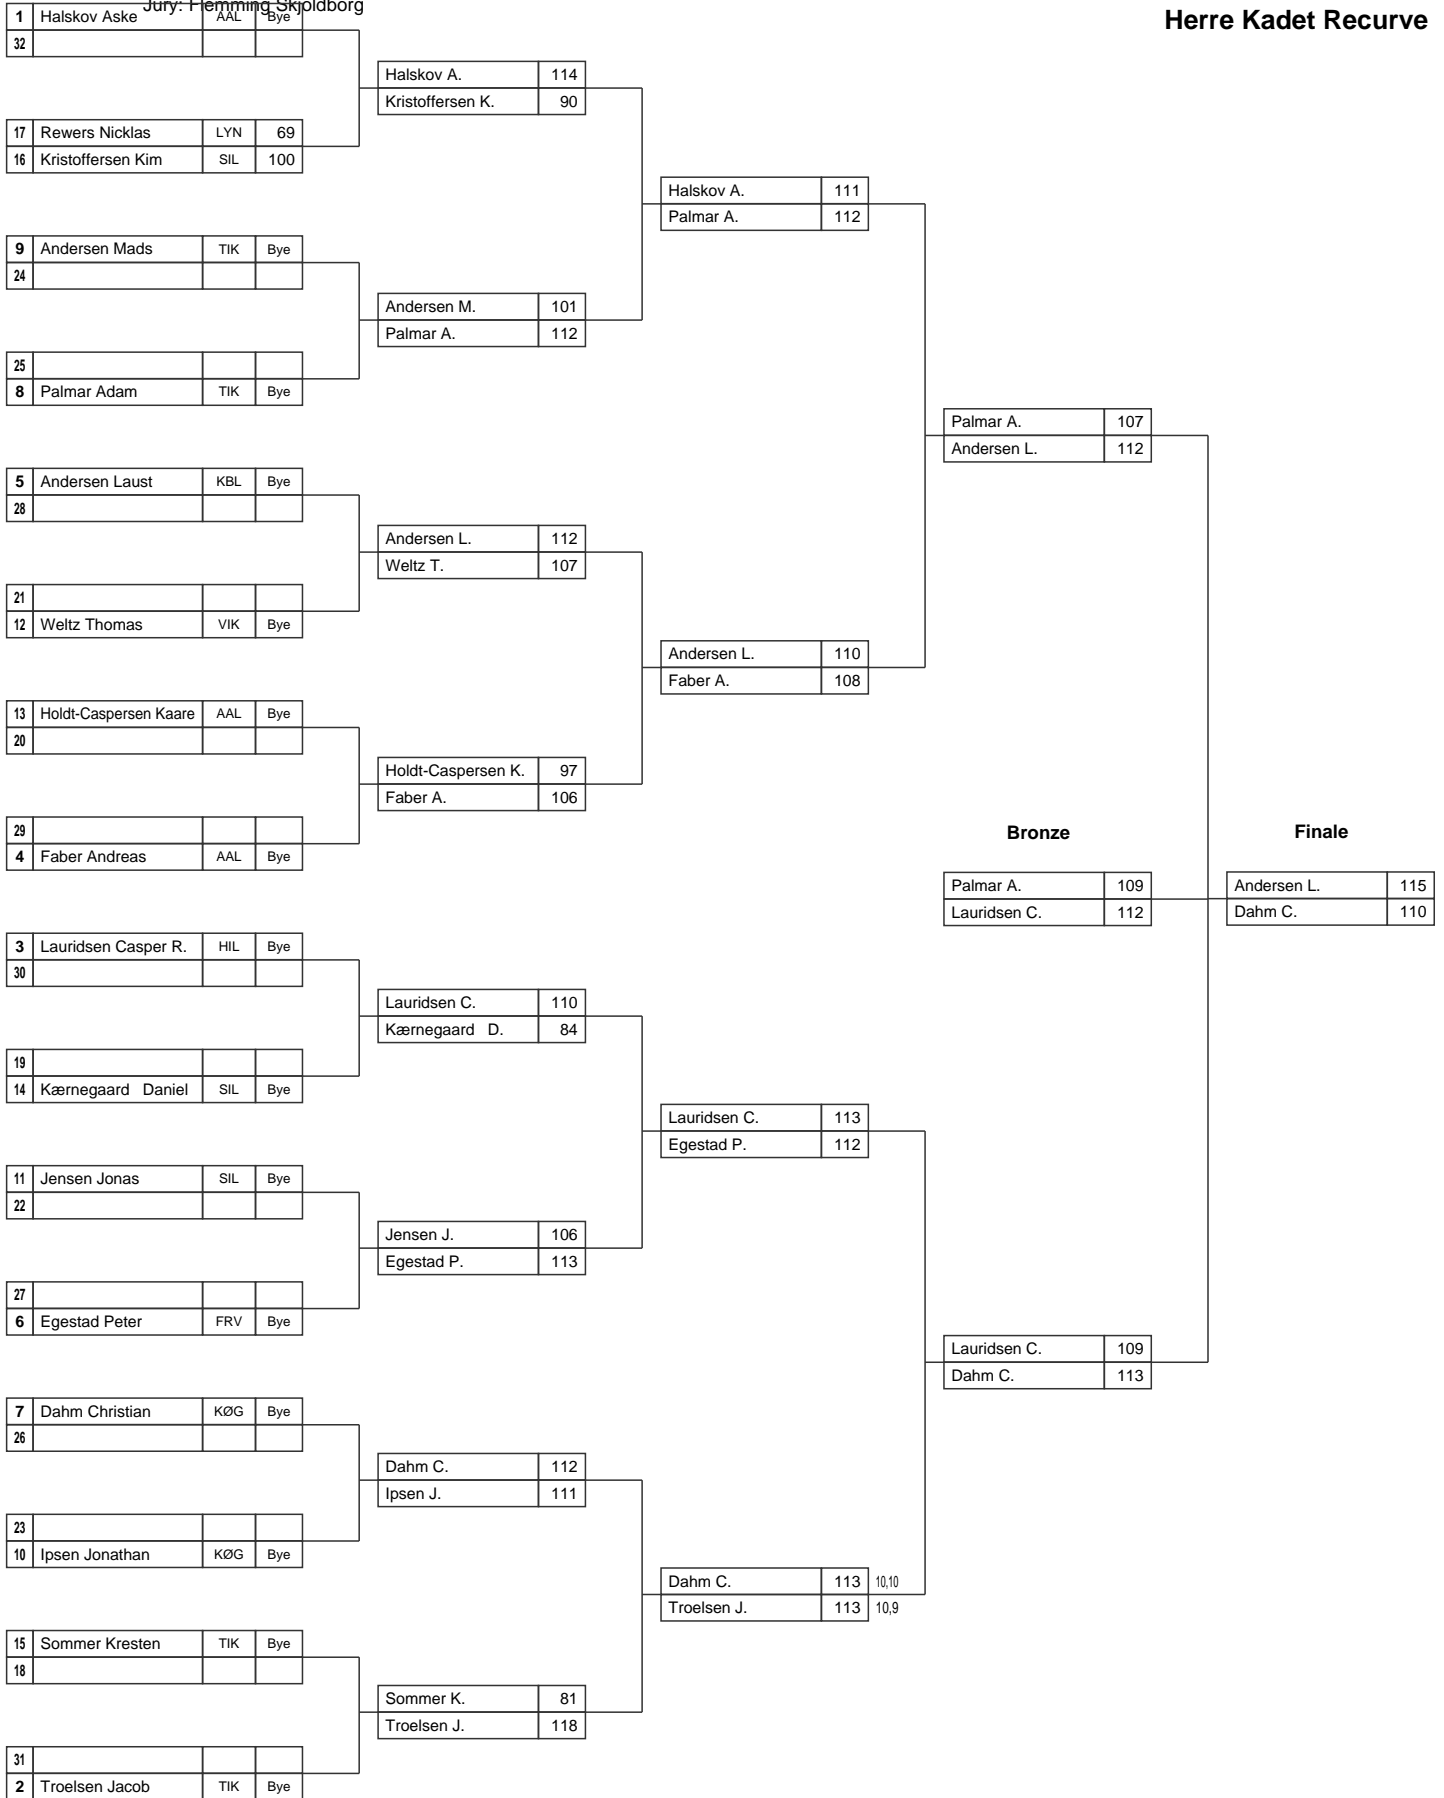 Jury: Flemming Skjoldborg
Herre Kadet Recurve
1 Halskov Aske AAL Bye
32
Halskov A. 114
Kristoffersen K. 90
17 Rewers Nicklas LYN 69
16 Kristoffersen Kim SIL 100
Halskov A. 111
Palmar A. 112
9 Andersen Mads TIK Bye
24
Andersen M. 101
Palmar A. 112
25
8 Palmar Adam TIK Bye
Palmar A. 107
Andersen L. 112
5 Andersen Laust KBL Bye
28
Andersen L. 112
Weltz T. 107
21
12 Weltz Thomas VIK Bye
Andersen L. 110
Faber A. 108
13 Holdt-Caspersen Kaare AAL Bye
20
Holdt-Caspersen K. 97
Faber A. 106
29
4 Faber Andreas AAL Bye
Bronze
Finale
Palmar A. 109
Lauridsen C. 112
Andersen L. 115
Dahm C. 110
3 Lauridsen Casper R. HIL Bye
30
Lauridsen C. 110
Kærnegaard D. 84
19
14 Kærnegaard Daniel SIL Bye
Lauridsen C. 113
Egestad P. 112
11 Jensen Jonas SIL Bye
22
Jensen J. 106
Egestad P. 113
27
6 Egestad Peter FRV Bye
Lauridsen C. 109
Dahm C. 113
7 Dahm Christian KØG Bye
26
Dahm C. 112
Ipsen J. 111
23
10 Ipsen Jonathan KØG Bye
Dahm C. 113 10,10
Troelsen J. 113 10,9
15 Sommer Kresten TIK Bye
18
Sommer K. 81
Troelsen J. 118
31
2 Troelsen Jacob TIK Bye